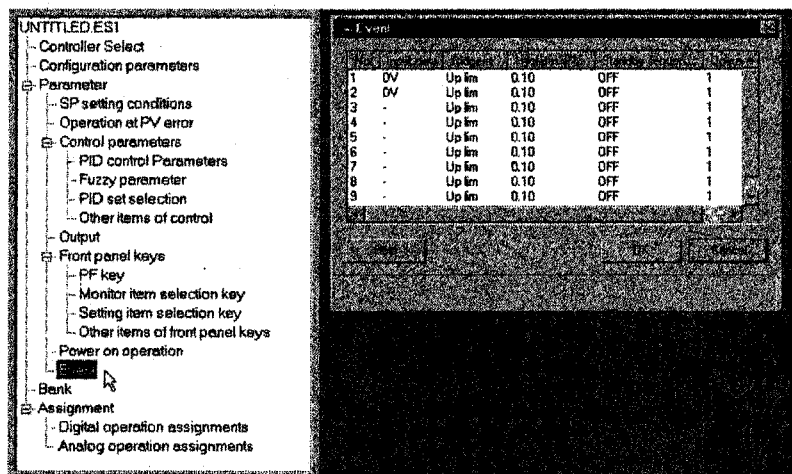 UNTITLED.ES1
Controller Select
Configuration parameters
Parameter
SP setting conditions
Operation at PV error
Control parameters
PID control Parameters
Fuzzy parameter
PID set selection
Other items of control
Output
Front panel keys
PF key
Monitor item selection key
Setting item selection key
Other items of front panel keys
Power on operation
Bank
Assignment
Digital operation assignments
Analog operation assignments
Event
1 DV Up lim 0.10 OFF 1
2 DV Up lim 0.10 OFF 1
3 - Up lim 0.10 OFF 1
4 - Up lim 0.10 OFF 1
5 - Up lim 0.10 OFF 1
6 - Up lim 0.10 OFF 1
7 - Up lim 0.10 OFF 1
8 - Up lim 0.10 OFF 1
9 - Up lim 0.10 OFF 1